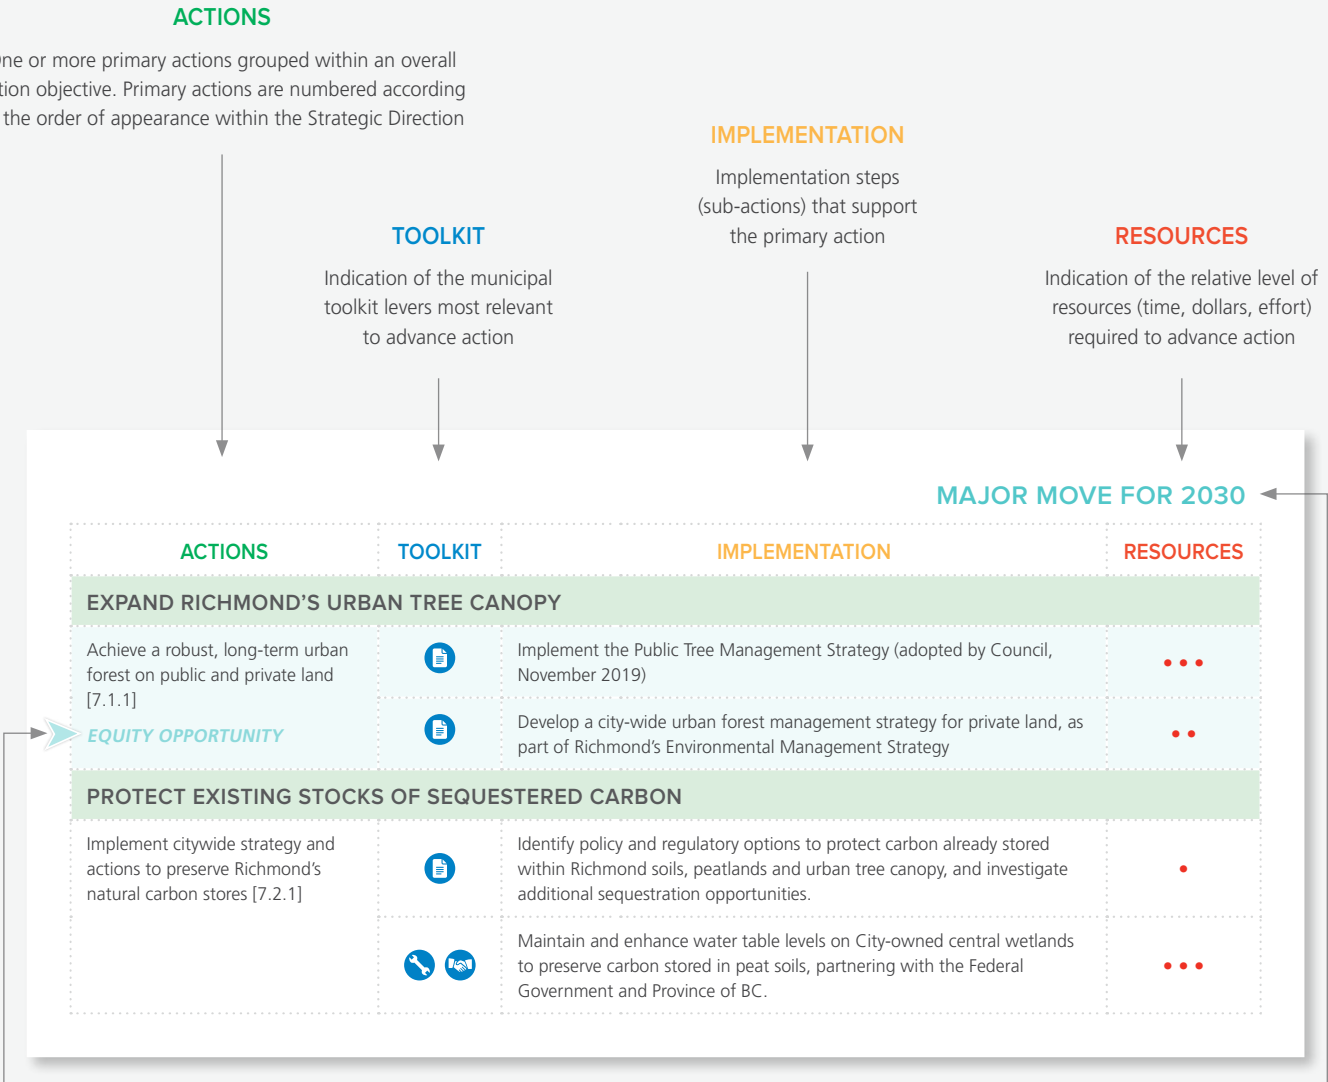 ACTIONS
One or more primary actions grouped within an overall
objective. Primary actions are numbered according
the order of appearance within the Strategic Direction
IMPLEMENTATION
Implementation steps
(sub-actions) that support
the primary action
TOOLKIT
Indication of the municipal
toolkit levers most relevant
to advance action
RESOURCES
Indication of the relative level of
resources (time, dollars, effort)
required to advance action
MAJOR MOVE FOR 2030
ACTIONS
TOOLKIT
IMPLEMENTATION
RESOURCES
EXPAND RICHMOND'S URBAN TREE CANOPY
Achieve a robust, long-term urban
forest on public and private land
[7.1.1]
EQUITY OPPORTUNITY
Implement the Public Tree Management Strategy (adopted by Council,
November 2019)
Develop a city-wide urban forest management strategy for private land, as
part of Richmond's Environmental Management Strategy
PROTECT EXISTING STOCKS OF SEQUESTERED CARBON
Implement citywide strategy and
actions to preserve Richmond's
natural carbon stores [7.2.1]
Identify policy and regulatory options to protect carbon already stored
within Richmond soils, peatlands and urban tree canopy, and investigate
additional sequestration opportunities.
Maintain and enhance water table levels on City-owned central wetlands
to preserve carbon stored in peat soils, partnering with the Federal
Government and Province of BC.